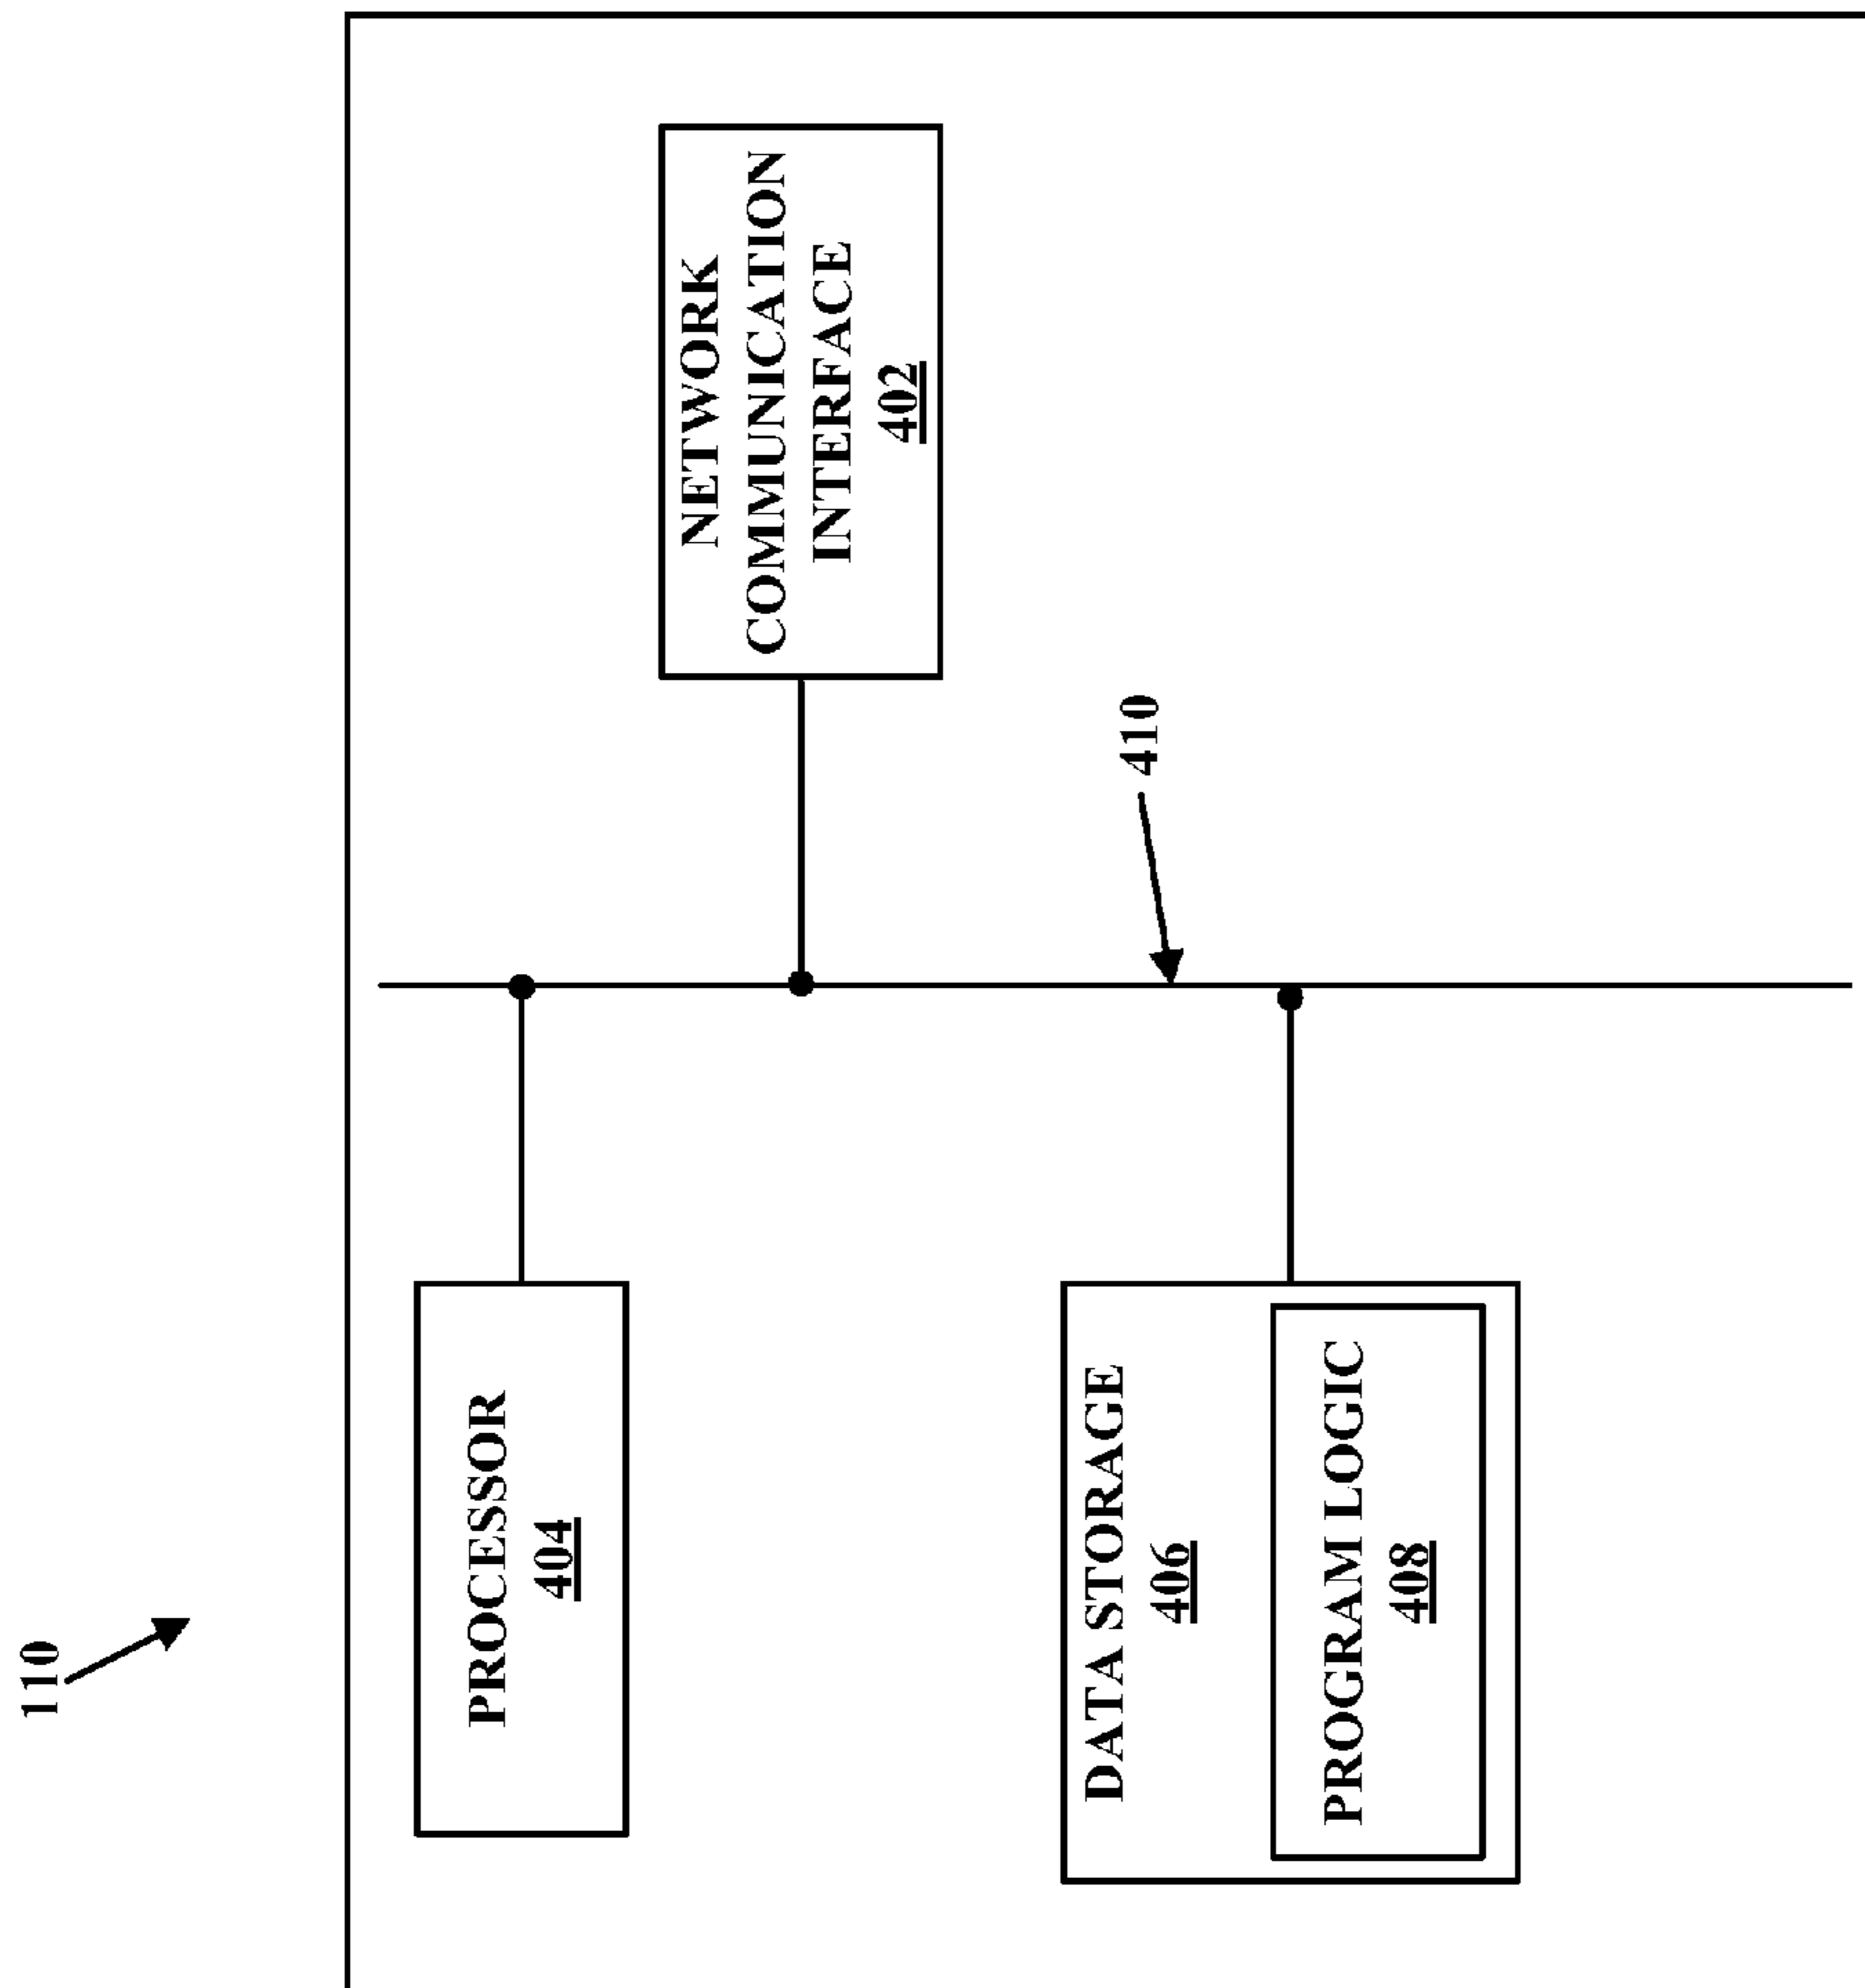 110
PROCESSOR
404
DATA STORAGE
406
PROGRAM LOGIC
408
NETWORK
COMMUNICATION
INTERFACE
402
410